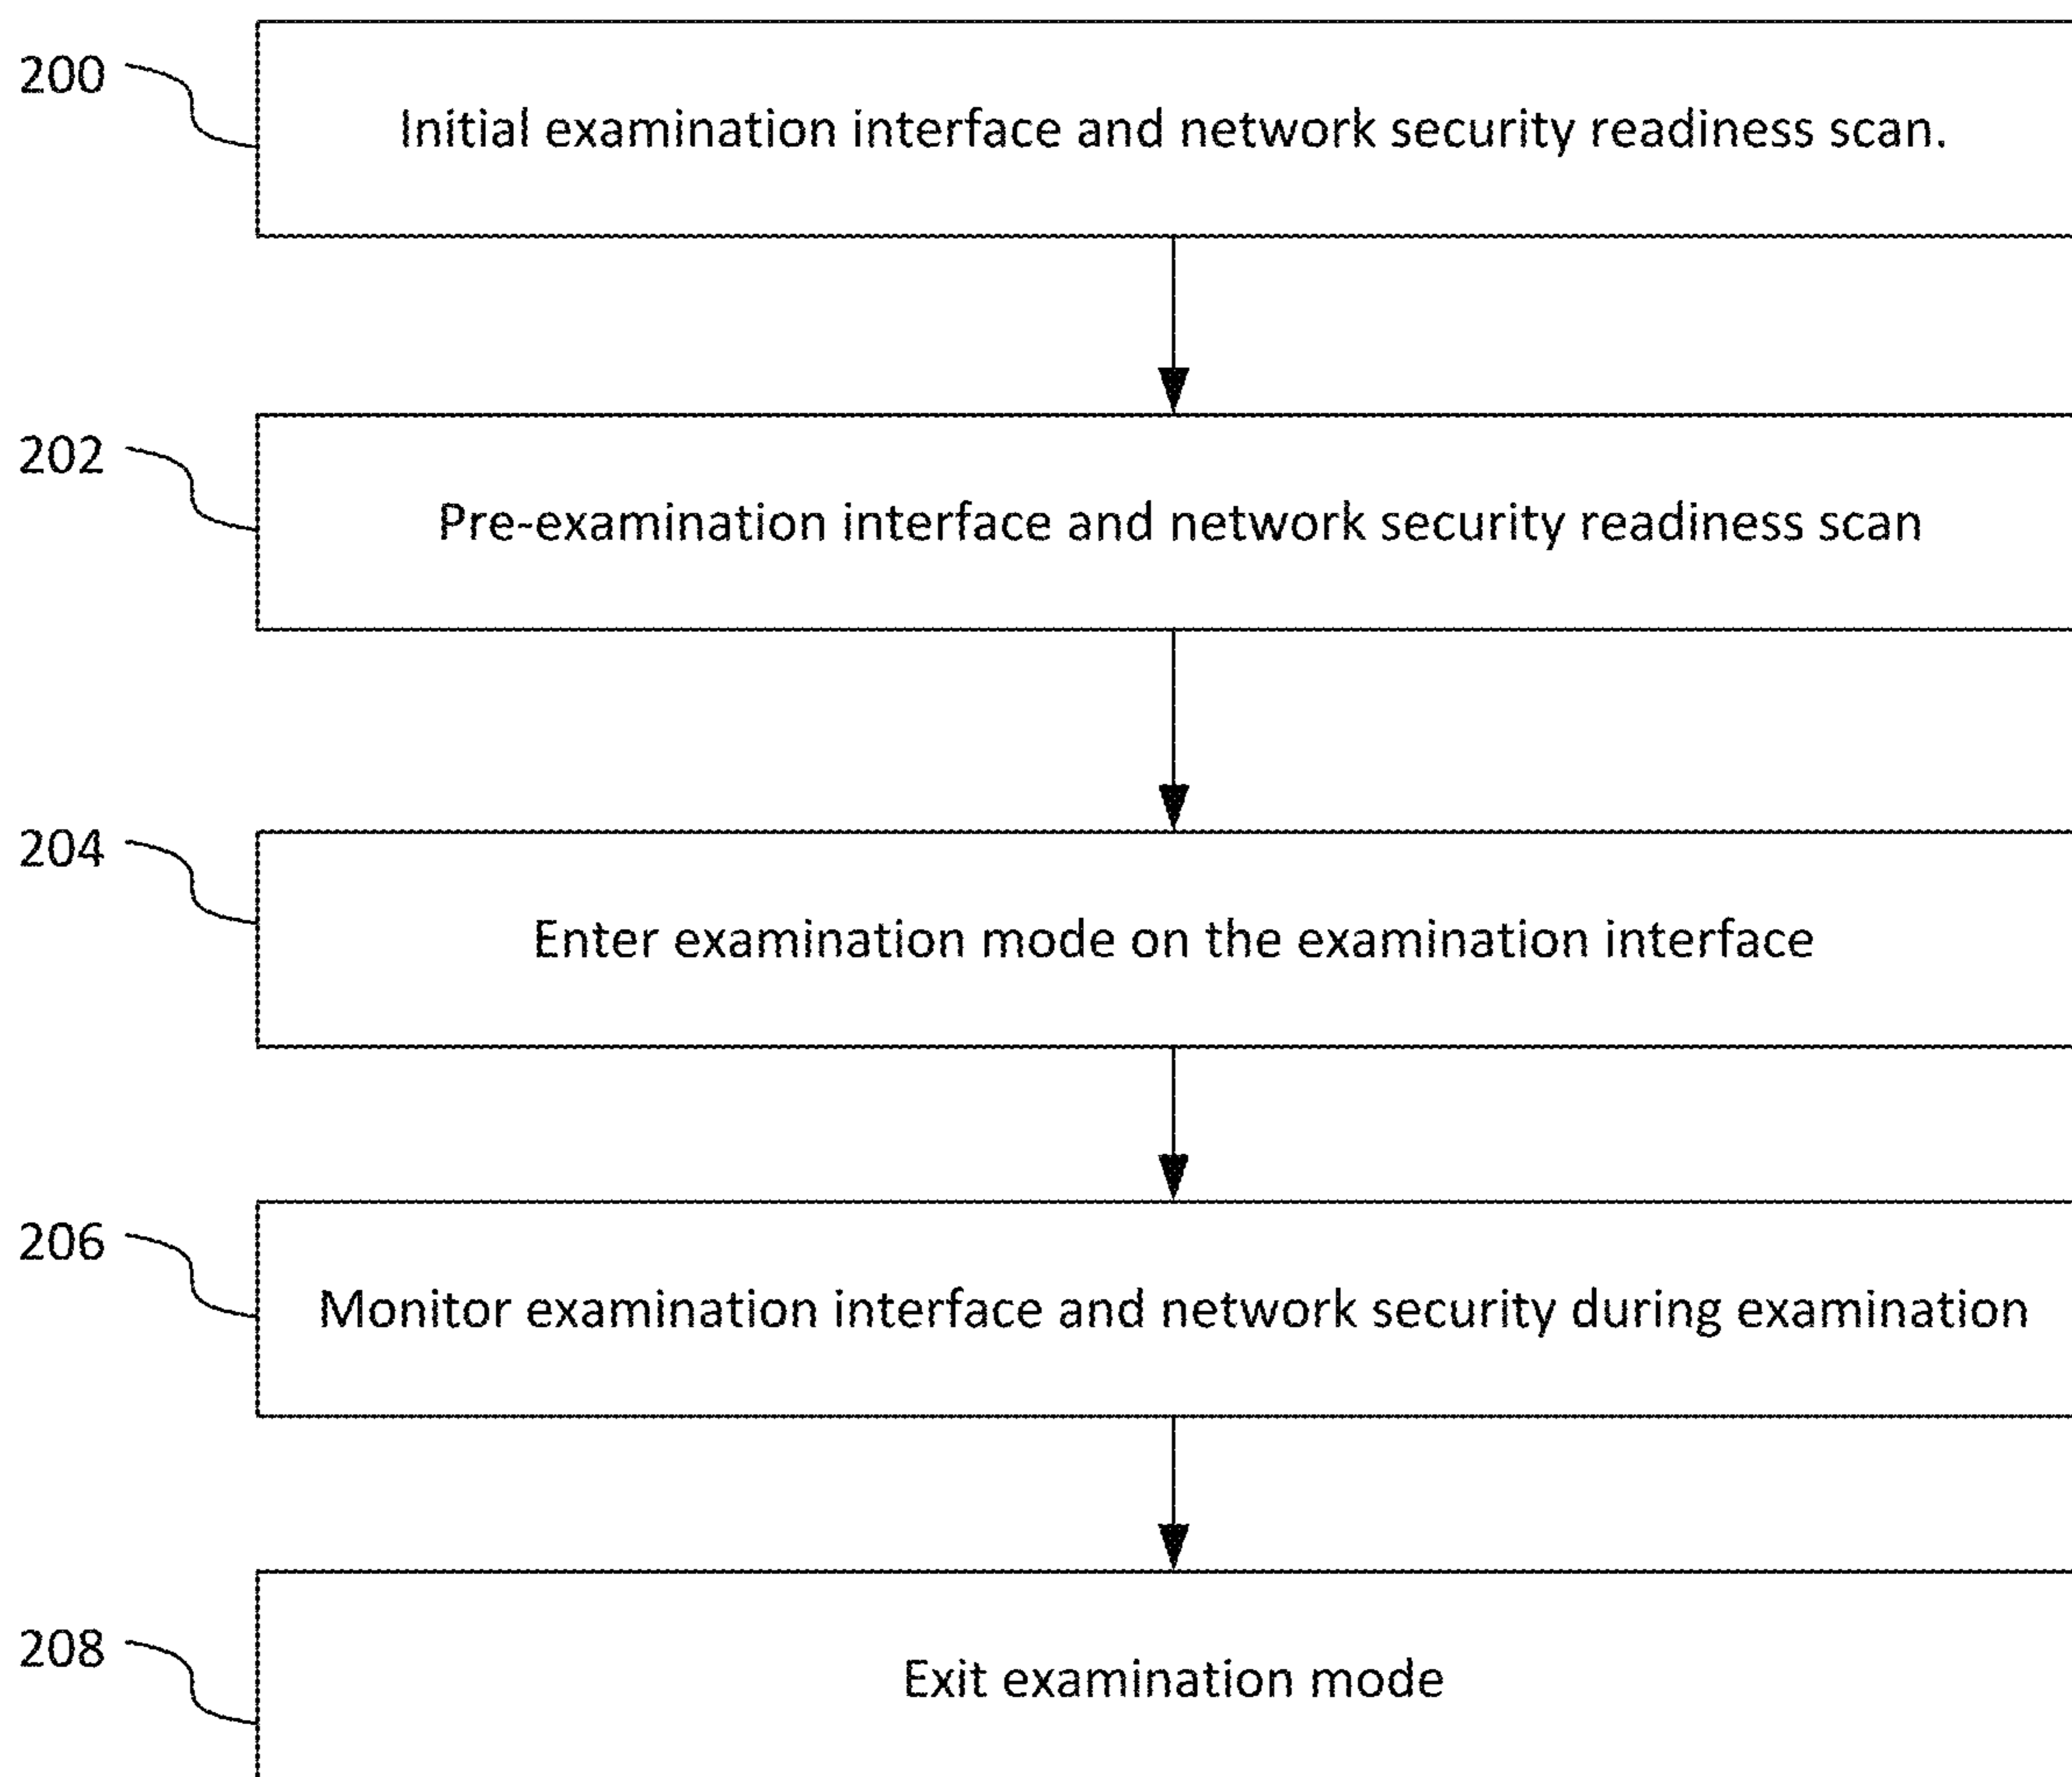 200
Initial examination interface and network security readiness scan.
202
Pre-examination interface and network security readiness scan
204
Enter examination mode on the examination interface
206
Monitor examination interface and network security during examination
208
Exit examination mode